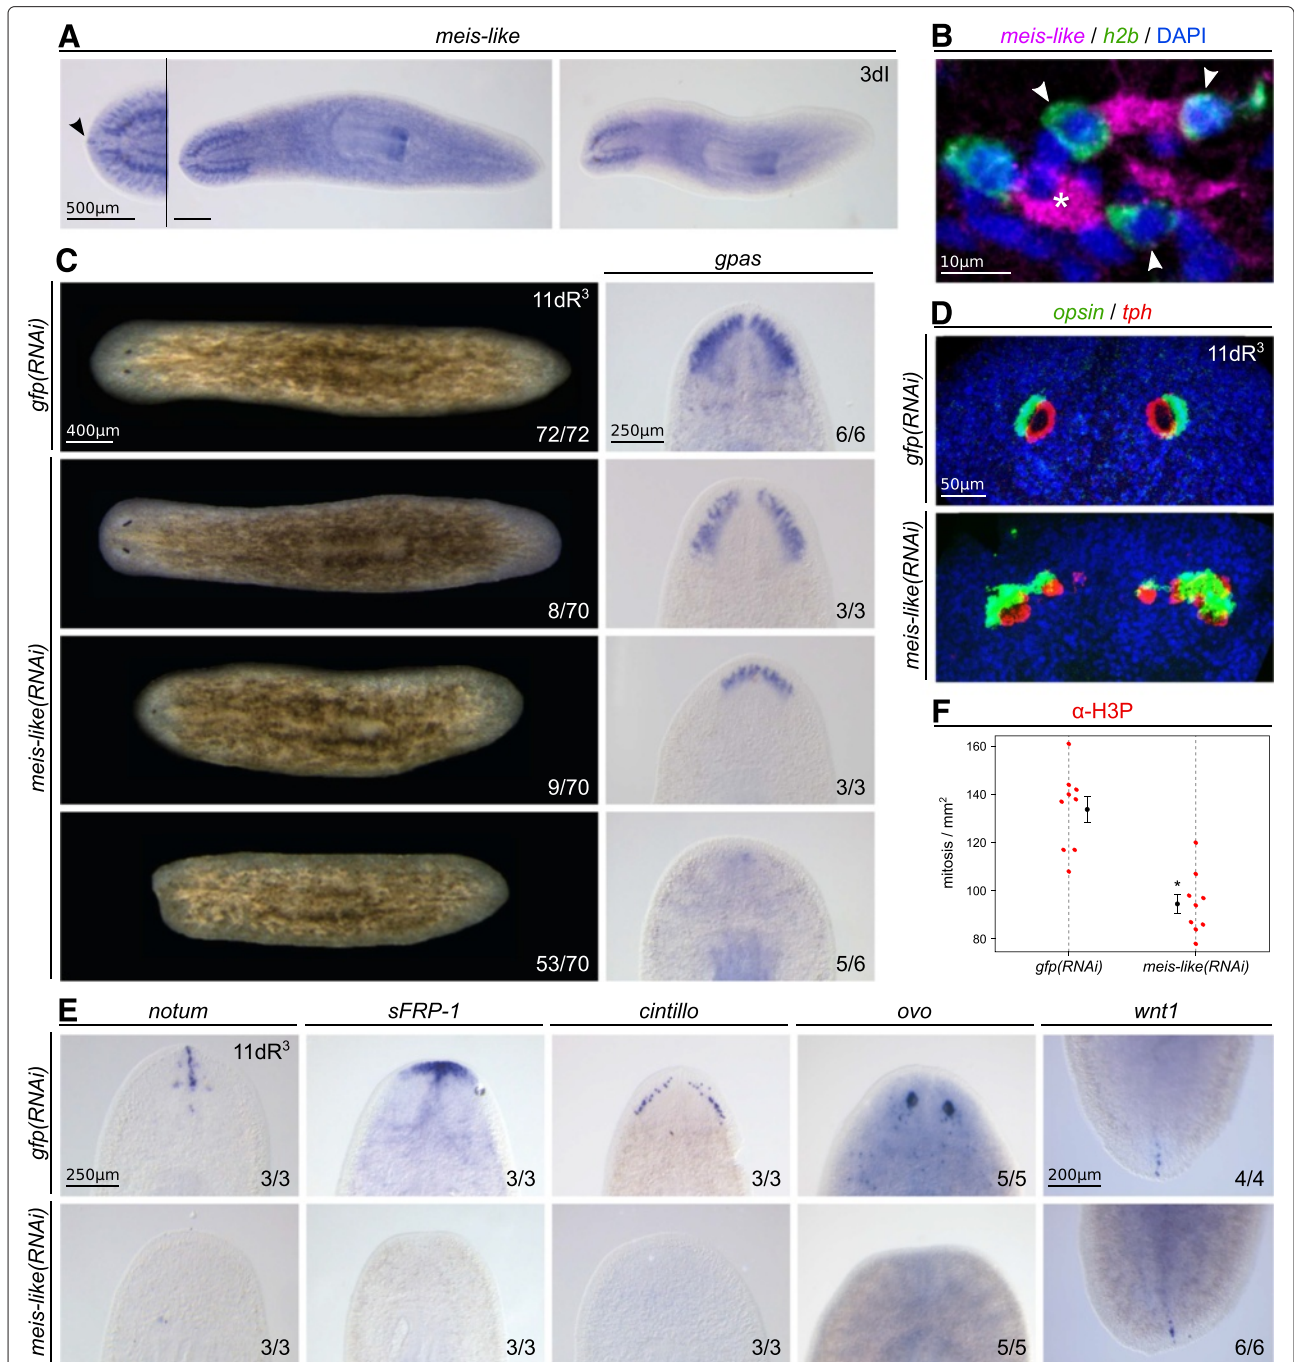 A
meis-like
500µm
3dI
B
meis-like / h2b / DAPI
*
10µm
C
gpas
gfp(RNAi)
11dR³
400µm
72/72
250µm
6/6
meis-like(RNAi)
8/70
3/3
9/70
3/3
53/70
5/6
D
opsin / tph
gfp(RNAi)
11dR³
50µm
meis-like(RNAi)
F
α-H3P
mitosis / mm²
160
140
120
100
80
*
gfp(RNAi)
meis-like(RNAi)
E
notum
sFRP-1
cintillo
ovo
wnt1
gfp(RNAi)
11dR³
250µm
3/3
3/3
3/3
5/5
200µm
4/4
meis-like(RNAi)
3/3
3/3
3/3
5/5
6/6